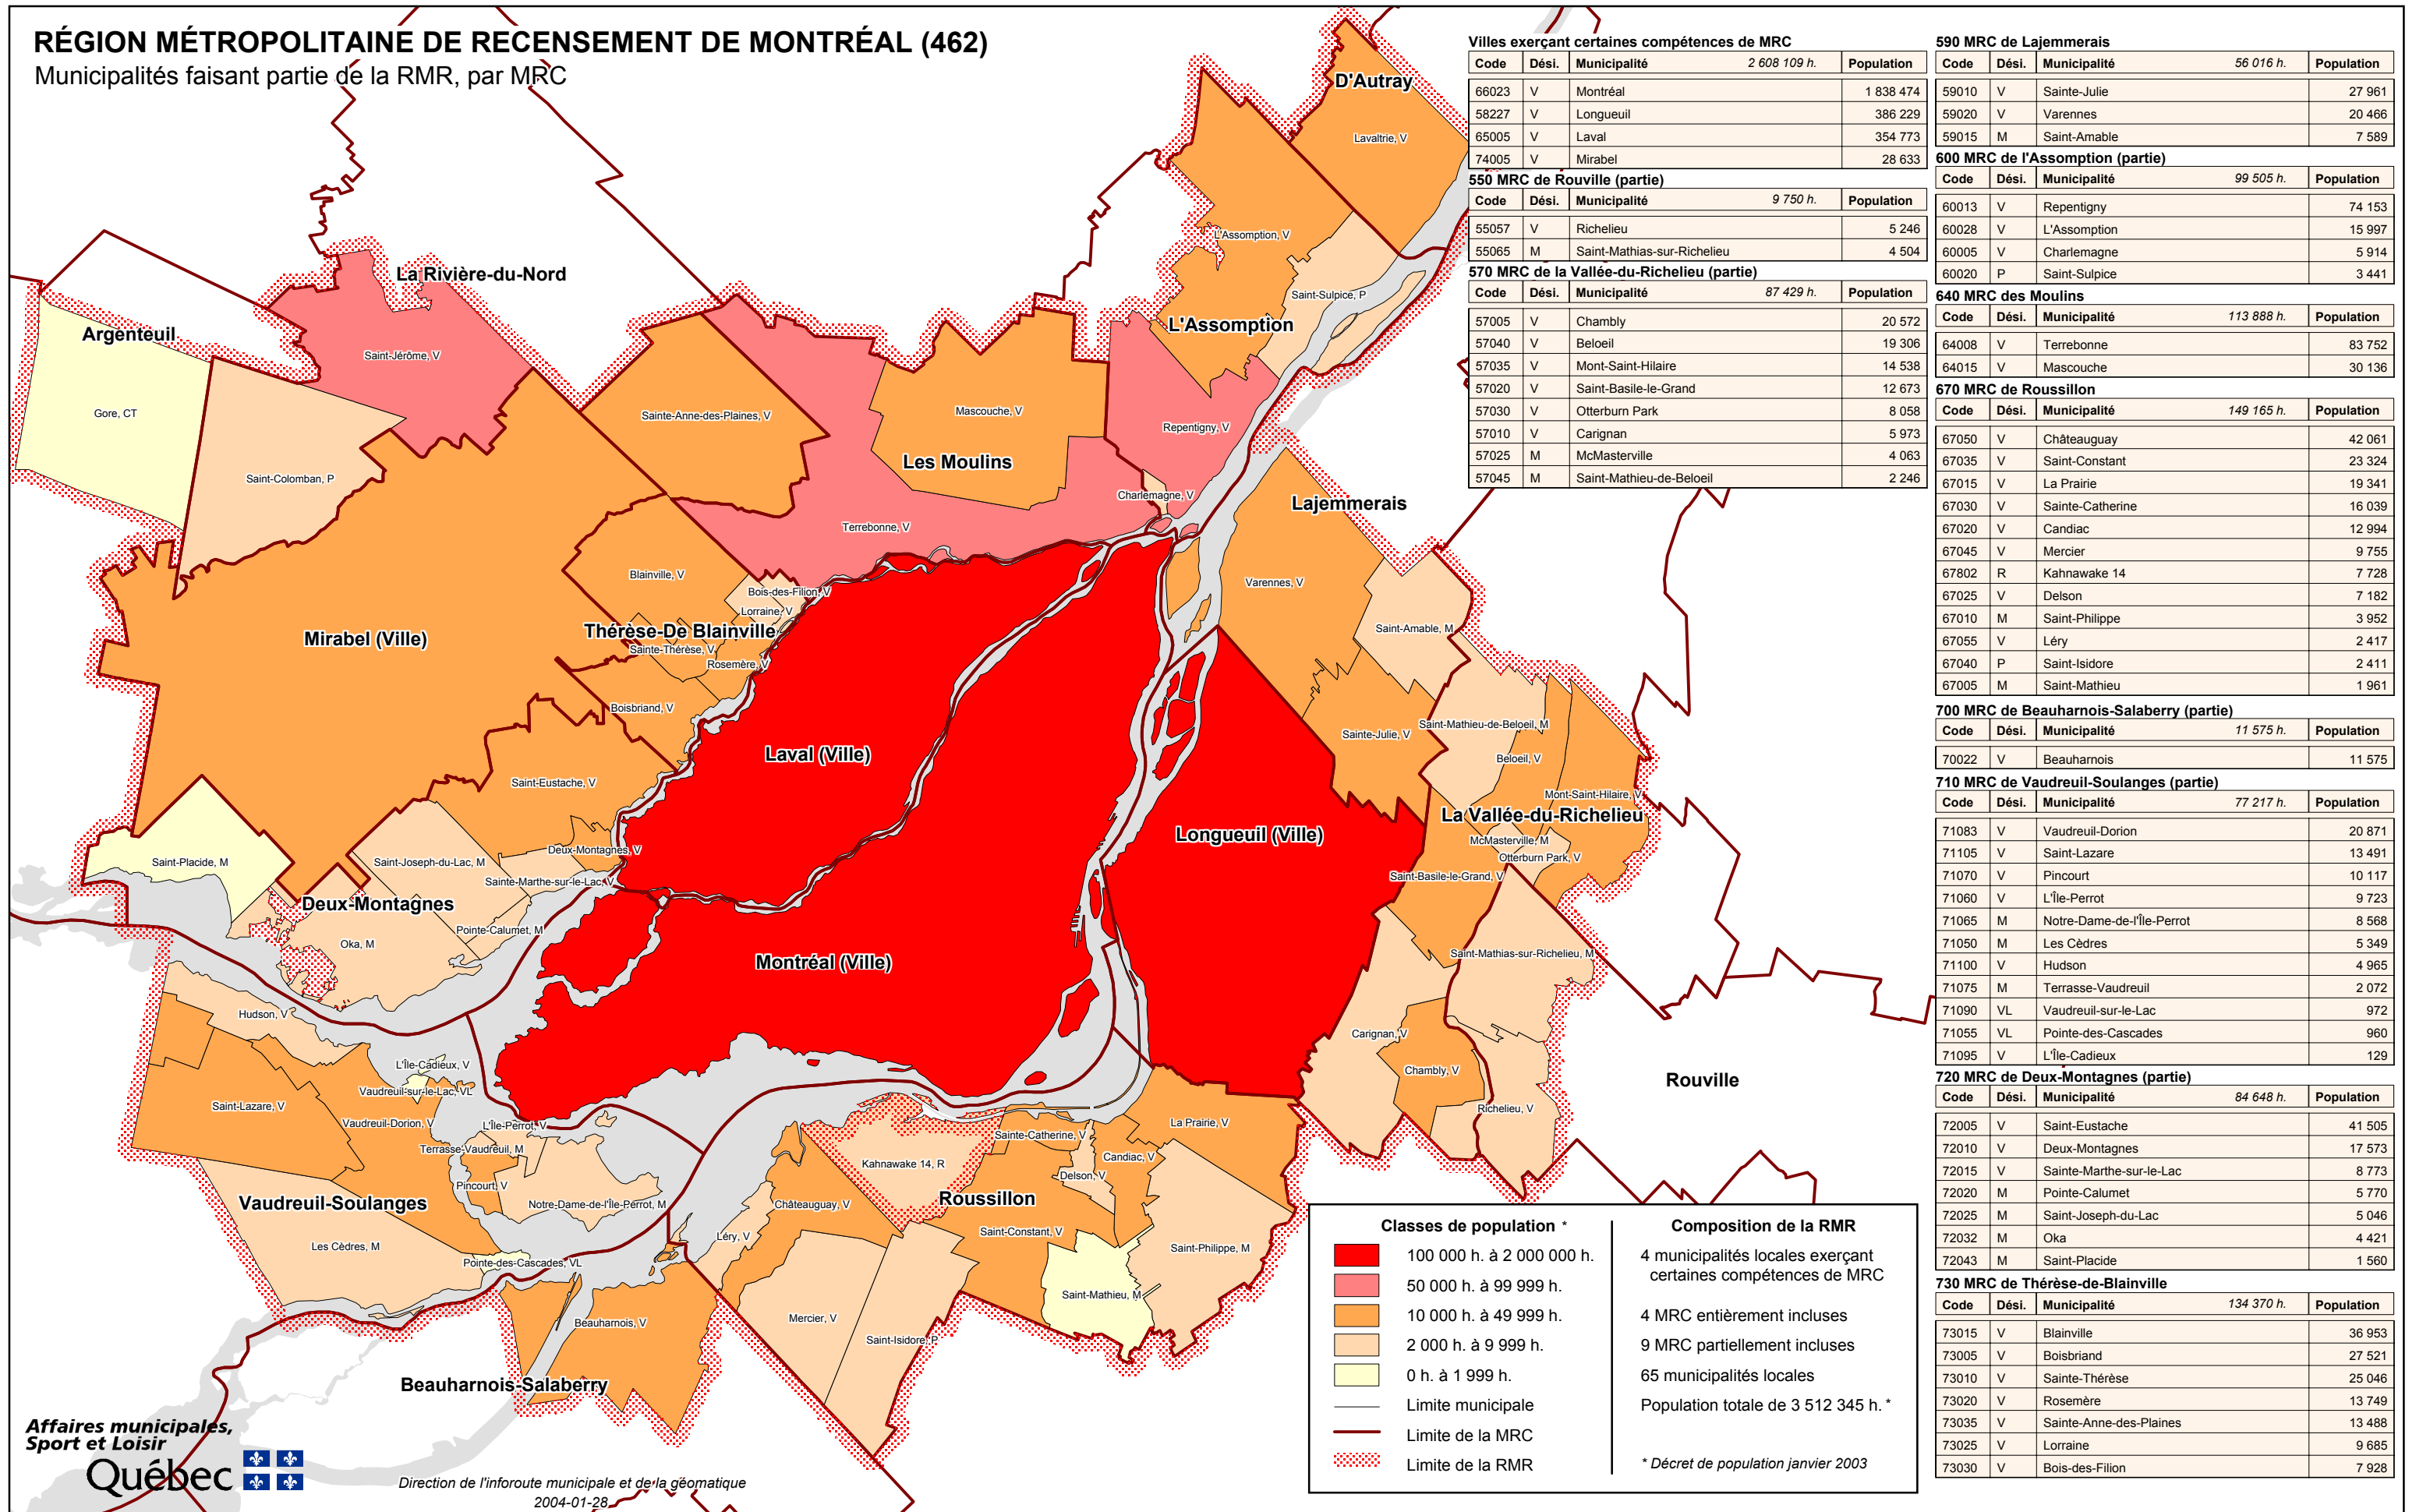 RÉGION MÉTROPOLITAINE DE RECENSEMENT DE MONTRÉAL (462)
Municipalités faisant partie de la RMR, par MRC
D'Autray
Lavaltrie, V
L'Assomption, V
Saint-Sulpice, P
L'Assomption
La Rivière-du-Nord
Argenteuil
Saint-Jérôme, V
Gore, CT
Sainte-Anne-des-Plaines, V
Mascouche, V
Repentigny, V
Saint-Colomban, P
Les Moulins
Charlemagne, V
Lajemmerais
Terrebonne, V
Blainville, V
Bois-des-Filion, V
Lorraine, V
Varennes, V
Mirabel (Ville)
Thérèse-De Blainville
Sainte-Thérèse, V
Rosemère, V
Saint-Amable, M
Boisbriand, V
Saint-Mathieu-de-Beloeil, M
Sainte-Julie, V
Laval (Ville)
Beloeil, V
Saint-Eustache, V
Mont-Saint-Hilaire, V
La Vallée-du-Richelieu
Longueuil (Ville)
McMasterville, M
Deux-Montagnes, V
Otterburn Park, V
Saint-Placide, M
Saint-Joseph-du-Lac, M
Sainte-Marthe-sur-le-Lac, V
Saint-Basile-le-Grand, V
Deux-Montagnes
Pointe-Calumet, M
Oka, M
Saint-Mathias-sur-Richelieu, M
Montréal (Ville)
Hudson, V
Carignan, V
L'Île-Cadieux, V
Chambly, V
Rouville
Vaudreuil-sur-le-Lac, VL
Saint-Lazare, V
Richelieu, V
Vaudreuil-Dorion, V
L'Île-Perrot, V
La Prairie, V
Sainte-Catherine, V
Terrasse-Vaudreuil, M
Candiac, V
Kahnawake 14, R
Delson, V
Pincourt, V
Roussillon
Vaudreuil-Soulanges
Notre-Dame-de-l'Île-Perrot, M
Châteauguay, V
Saint-Constant, V
Léry, V
Les Cèdres, M
Saint-Philippe, M
Pointe-des-Cascades, VL
Saint-Mathieu, M
Beauharnois, V
Mercier, V
Saint-Isidore, P
Beauharnois-Salaberry
Villes exerçant certaines compétences de MRC
Code Dési. Municipalité 2 608 109 h. Population
66023 V Montréal 1 838 474
58227 V Longueuil 386 229
65005 V Laval 354 773
74005 V Mirabel 28 633
550 MRC de Rouville (partie)
Code Dési. Municipalité 9 750 h. Population
55057 V Richelieu 5 246
55065 M Saint-Mathias-sur-Richelieu 4 504
570 MRC de la Vallée-du-Richelieu (partie)
Code Dési. Municipalité 87 429 h. Population
57005 V Chambly 20 572
57040 V Beloeil 19 306
57035 V Mont-Saint-Hilaire 14 538
57020 V Saint-Basile-le-Grand 12 673
57030 V Otterburn Park 8 058
57010 V Carignan 5 973
57025 M McMasterville 4 063
57045 M Saint-Mathieu-de-Beloeil 2 246
590 MRC de Lajemmerais
Code Dési. Municipalité 56 016 h. Population
59010 V Sainte-Julie 27 961
59020 V Varennes 20 466
59015 M Saint-Amable 7 589
600 MRC de l'Assomption (partie)
Code Dési. Municipalité 99 505 h. Population
60013 V Repentigny 74 153
60028 V L'Assomption 15 997
60005 V Charlemagne 5 914
60020 P Saint-Sulpice 3 441
640 MRC des Moulins
Code Dési. Municipalité 113 888 h. Population
64008 V Terrebonne 83 752
64015 V Mascouche 30 136
670 MRC de Roussillon
Code Dési. Municipalité 149 165 h. Population
67050 V Châteauguay 42 061
67035 V Saint-Constant 23 324
67015 V La Prairie 19 341
67030 V Sainte-Catherine 16 039
67020 V Candiac 12 994
67045 V Mercier 9 755
67802 R Kahnawake 14 7 728
67025 V Delson 7 182
67010 M Saint-Philippe 3 952
67055 V Léry 2 417
67040 P Saint-Isidore 2 411
67005 M Saint-Mathieu 1 961
700 MRC de Beauharnois-Salaberry (partie)
Code Dési. Municipalité 11 575 h. Population
70022 V Beauharnois 11 575
710 MRC de Vaudreuil-Soulanges (partie)
Code Dési. Municipalité 77 217 h. Population
71083 V Vaudreuil-Dorion 20 871
71105 V Saint-Lazare 13 491
71070 V Pincourt 10 117
71060 V L'Île-Perrot 9 723
71065 M Notre-Dame-de-l'Île-Perrot 8 568
71050 M Les Cèdres 5 349
71100 V Hudson 4 965
71075 M Terrasse-Vaudreuil 2 072
71090 VL Vaudreuil-sur-le-Lac 972
71055 VL Pointe-des-Cascades 960
71095 V L'Île-Cadieux 129
720 MRC de Deux-Montagnes (partie)
Code Dési. Municipalité 84 648 h. Population
72005 V Saint-Eustache 41 505
72010 V Deux-Montagnes 17 573
72015 V Sainte-Marthe-sur-le-Lac 8 773
72020 M Pointe-Calumet 5 770
72025 M Saint-Joseph-du-Lac 5 046
72032 M Oka 4 421
72043 M Saint-Placide 1 560
730 MRC de Thérèse-de-Blainville
Code Dési. Municipalité 134 370 h. Population
73015 V Blainville 36 953
73005 V Boisbriand 27 521
73010 V Sainte-Thérèse 25 046
73020 V Rosemère 13 749
73035 V Sainte-Anne-des-Plaines 13 488
73025 V Lorraine 9 685
73030 V Bois-des-Filion 7 928
Classes de population *
100 000 h. à 2 000 000 h.
50 000 h. à 99 999 h.
10 000 h. à 49 999 h.
2 000 h. à 9 999 h.
0 h. à 1 999 h.
Limite municipale
Limite de la MRC
Limite de la RMR
Composition de la RMR
4 municipalités locales exerçant
certaines compétences de MRC
4 MRC entièrement incluses
9 MRC partiellement incluses
65 municipalités locales
Population totale de 3 512 345 h. *
* Décret de population janvier 2003
Affaires municipales,
Sport et Loisir
Québec
Direction de l'inforoute municipale et de la géomatique
2004-01-28